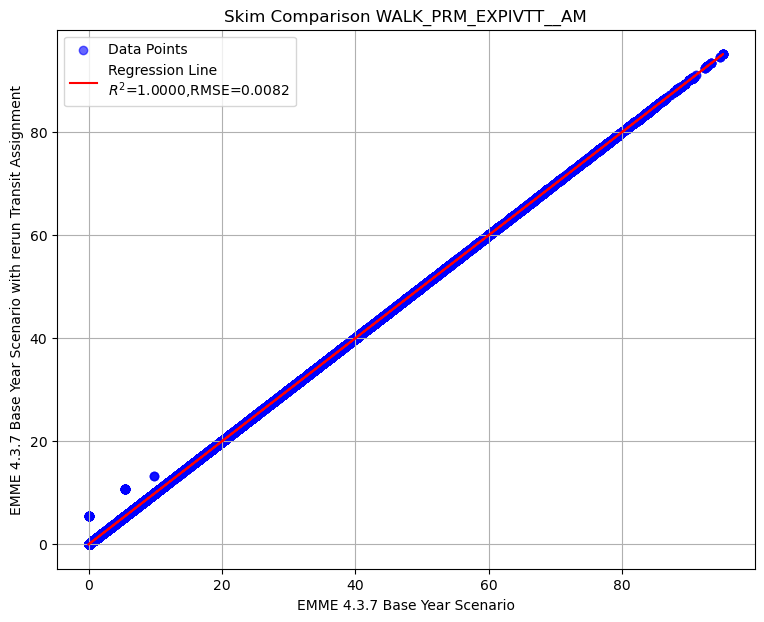 Skim Comparison WALK_PRM_EXPIVTT__AM
Data Points
Regression Line
R²=1.0000,RMSE=0.0082
EMME 4.3.7 Base Year Scenario with rerun Transit Assignment
80
60
40
20
0
0 20 40 60 80
EMME 4.3.7 Base Year Scenario